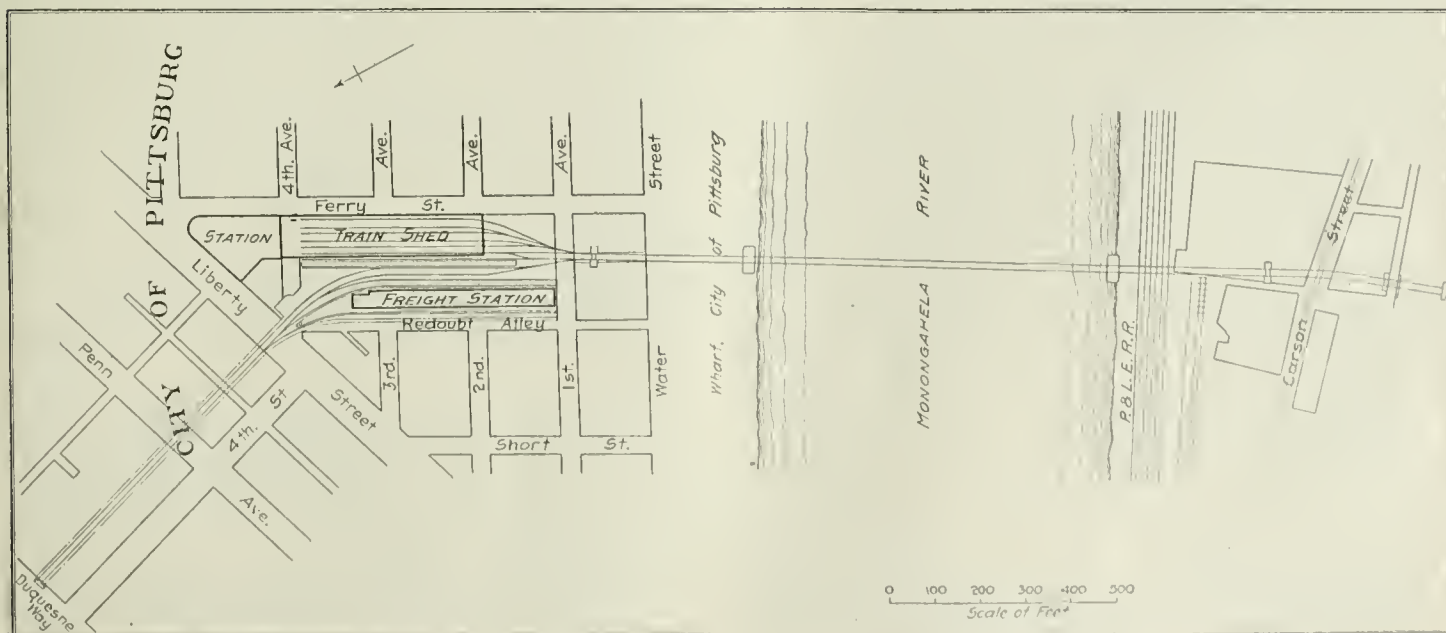 CITY OF PITTSBURG
4th. Ave.
Ave.
Ave.
Ave.
Street
Ferry St.
STATION
TRAIN SHED
Liberty
FREIGHT STATION
Redoubt Alley
Penn
3rd.
2nd.
1st.
Water
4th. St
Street
Short St.
Ave.
Duquesne
Way
Wharf. City of Pittsburg
MONONGAHELA RIVER
P. & L. E. R. R.
Carson Street
0 100 200 300 400 500
Scale of Feet